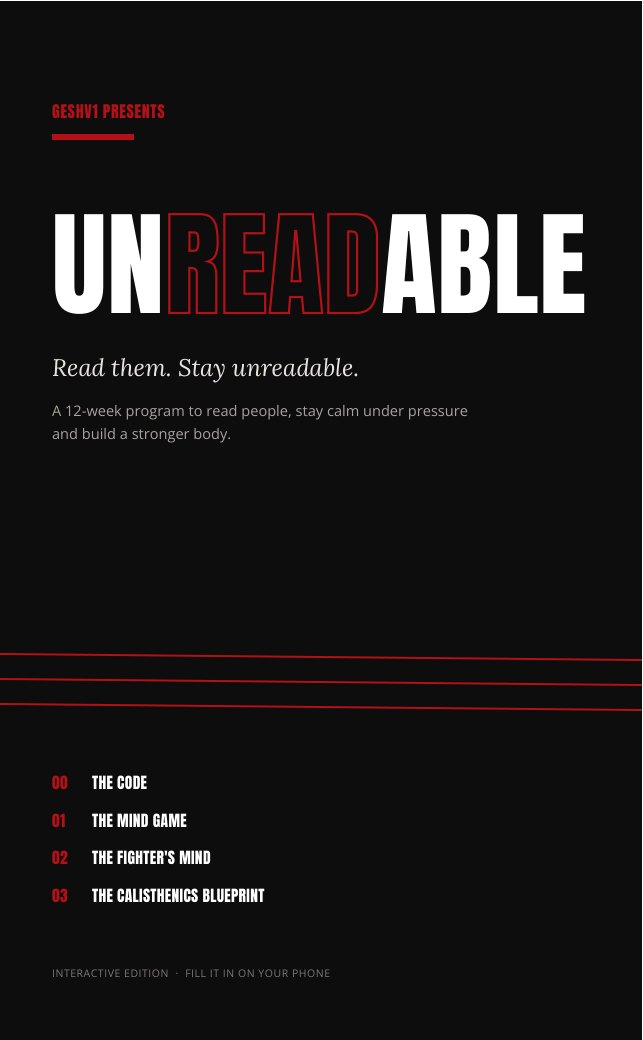 GESHV1 PRESENTS
UNREADABLE
Read them. Stay unreadable.
A 12-week program to read people, stay calm under pressure
and build a stronger body.
00 THE CODE
01 THE MIND GAME
02 THE FIGHTER'S MIND
03 THE CALISTHENICS BLUEPRINT
INTERACTIVE EDITION · FILL IT IN ON YOUR PHONE